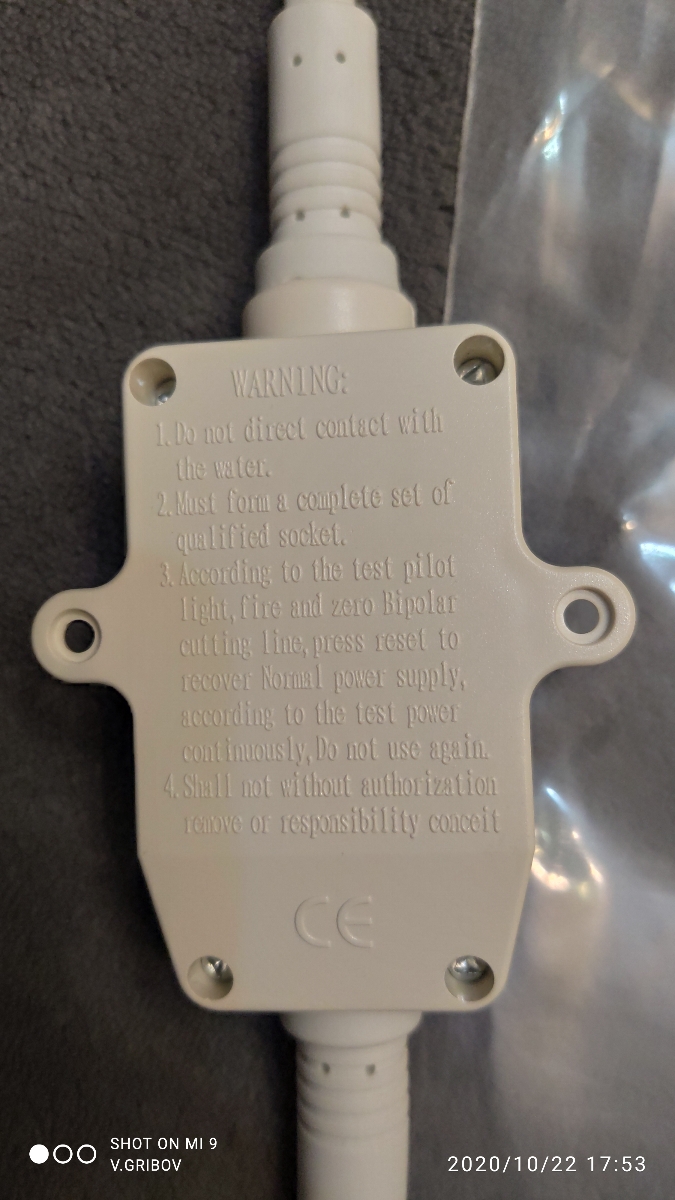 WARNING:
1. Do not direct contact with
the water.
2. Must form a complete set of
qualified socket.
3. According to the test pilot
light, fire and zero Bipolar
cutting line, press reset to
recover Normal power supply,
according to the test power
continuously, Do not use again.
4. Shall not without authorization
remove or responsibility conceit
CE
SHOT ON MI 9
V.GRIBOV
2020/10/22 17:53